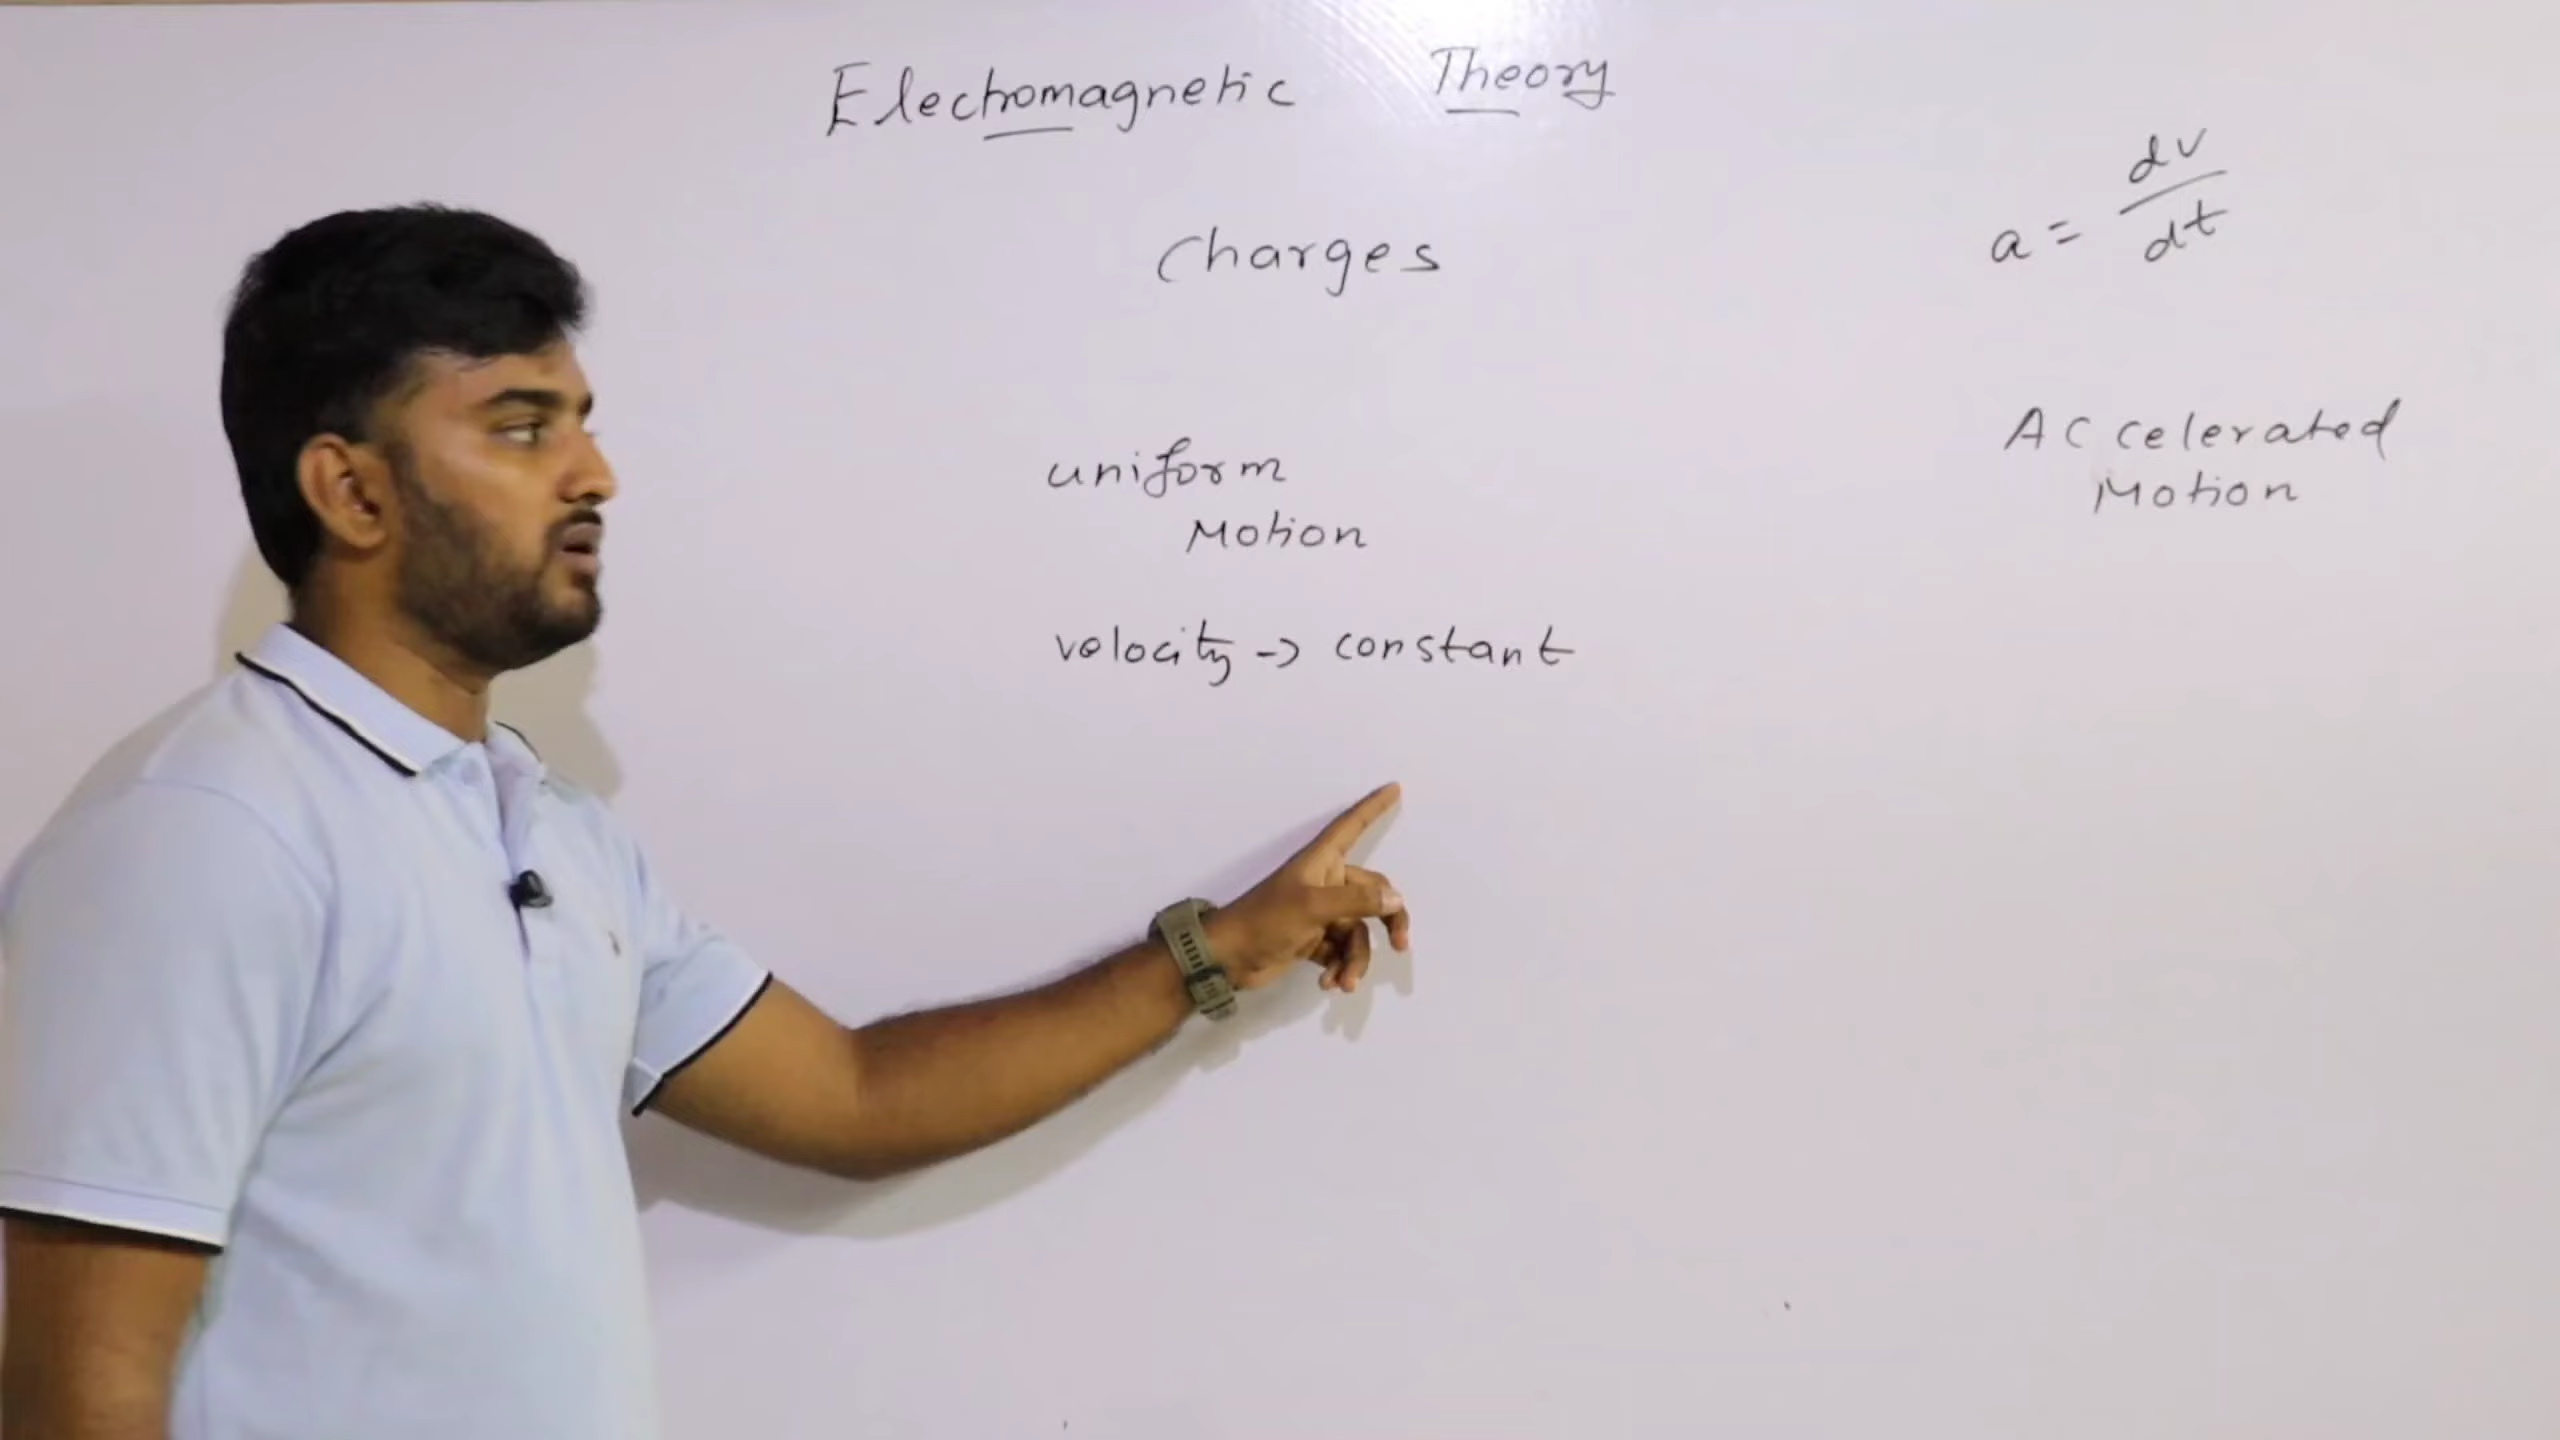 Electromagnetic Theory
a = dv/dt
Charges
uniform
Motion
ACcelerated
Motion
velocity -> constant